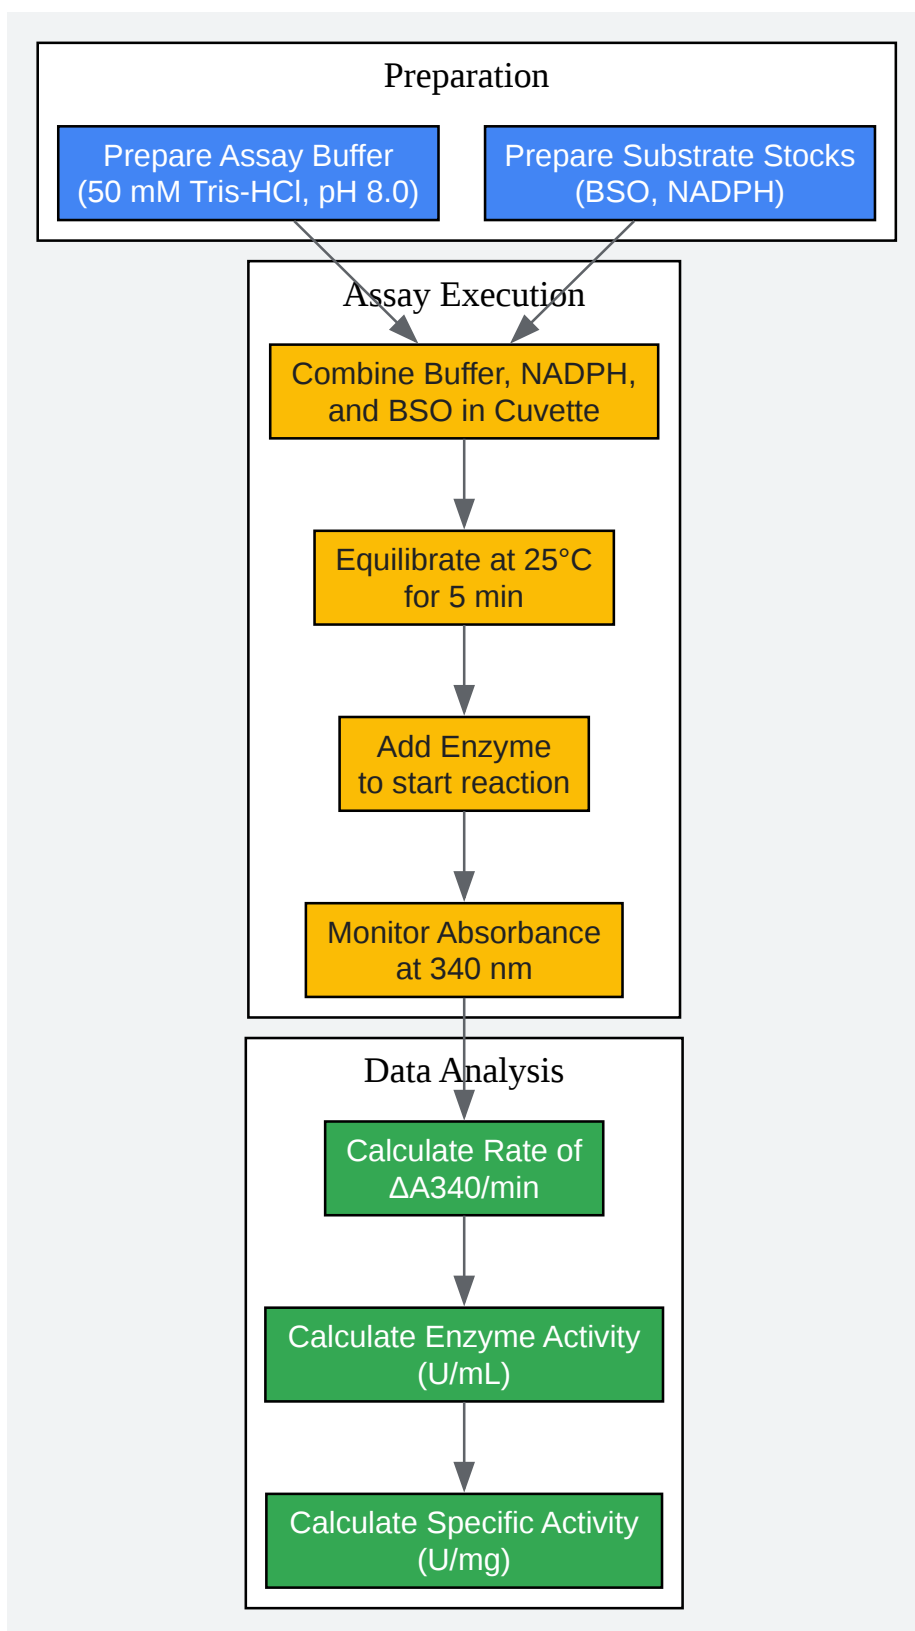 Preparation
Prepare Assay Buffer
(50 mM Tris-HCl, pH 8.0)
Prepare Substrate Stocks
(BSO, NADPH)
Assay Execution
Combine Buffer, NADPH,
and BSO in Cuvette
Equilibrate at 25°C
for 5 min
Add Enzyme
to start reaction
Monitor Absorbance
at 340 nm
Data Analysis
Calculate Rate of
ΔA340/min
Calculate Enzyme Activity
(U/mL)
Calculate Specific Activity
(U/mg)